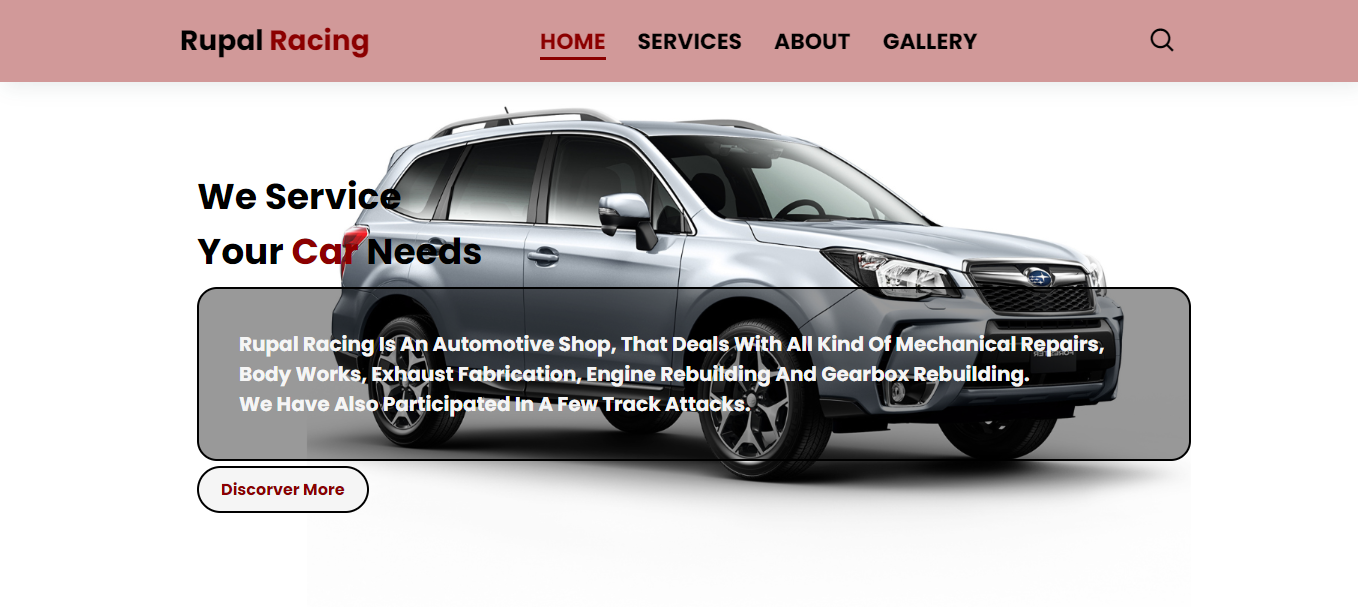 Rupal Racing
HOME SERVICES ABOUT GALLERY
We Service
Your Car Needs
Rupal Racing Is An Automotive Shop, That Deals With All Kind Of Mechanical Repairs,
Body Works, Exhaust Fabrication, Engine Rebuilding And Gearbox Rebuilding.
We Have Also Participated In A Few Track Attacks.
Discorver More